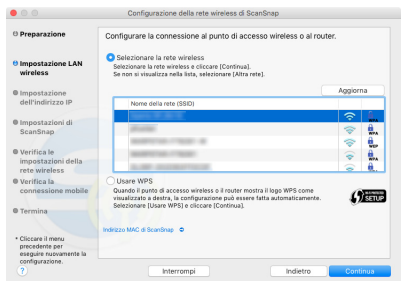 Configurazione della rete wireless di ScanSnap
Preparazione
Impostazione LAN
wireless
Impostazione
dell'indirizzo IP
Impostazioni di
ScanSnap
Verifica le
impostazioni della
rete wireless
Verifica la
connessione mobile
Termina
* Cliccare il menu
precedente per
eseguire nuovamente la
configurazione.
?
Configurare la connessione al punto di accesso wireless o al router.
Selezionare la rete wireless
Selezionare la rete wireless e cliccare [Continua].
Se non si visualizza nella lista, selezionare [Altra rete].
Aggiorna
Nome della rete (SSID)
WPA
WEP
WPA
Usare WPS
Quando il punto di accesso wireless o il router mostra il logo WPS come
visualizzato a destra, la configurazione può essere fatta automaticamente.
Selezionare [Usare WPS] e cliccare [Continua].
WI-FI PROTECTED
SETUP
Indirizzo MAC di ScanSnap
Interrompi
Indietro
Continua